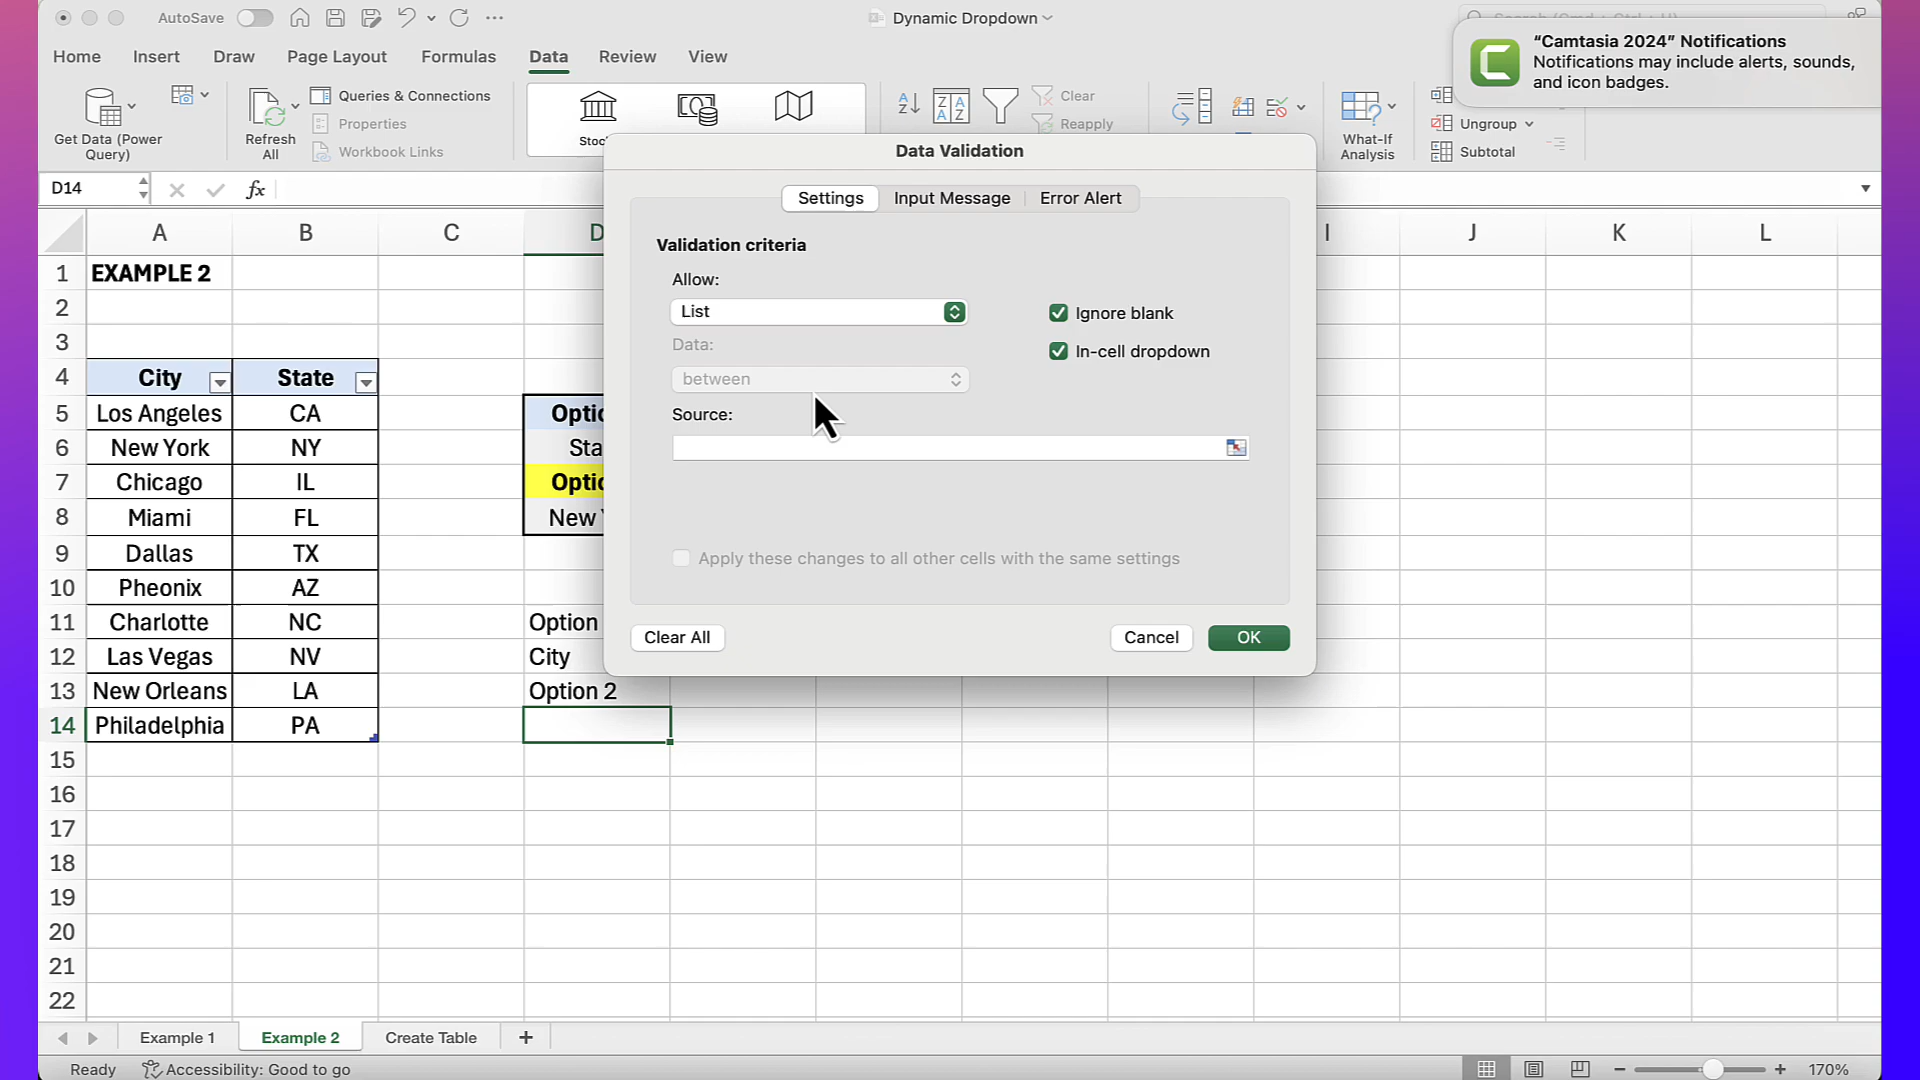 AutoSave
Dynamic Dropdown
"Camtasia 2024" Notifications
Notifications may include alerts, sounds,
and icon badges.
Home
Insert
Draw
Page Layout
Formulas
Data
Review
View
Get Data (Power
Query)
Refresh
All
Queries & Connections
Properties
Workbook Links
Clear
Reapply
What-If
Analysis
Ungroup
Subtotal
D14
fx
Data Validation
Settings
Input Message
Error Alert
Validation criteria
Allow:
List
Ignore blank
Data:
In-cell dropdown
between
Source:
Apply these changes to all other cells with the same settings
Clear All
Cancel
OK
A B C D I J K L
1 EXAMPLE 2
2
3
4 City State
5 Los Angeles CA
6 New York NY
7 Chicago IL
8 Miami FL New
9 Dallas TX
10 Pheonix AZ
11 Charlotte NC Option
12 Las Vegas NV City
13 New Orleans LA Option 2
14 Philadelphia PA
15
16
17
18
19
20
21
22
Example 1
Example 2
Create Table
Ready
Accessibility: Good to go
170%